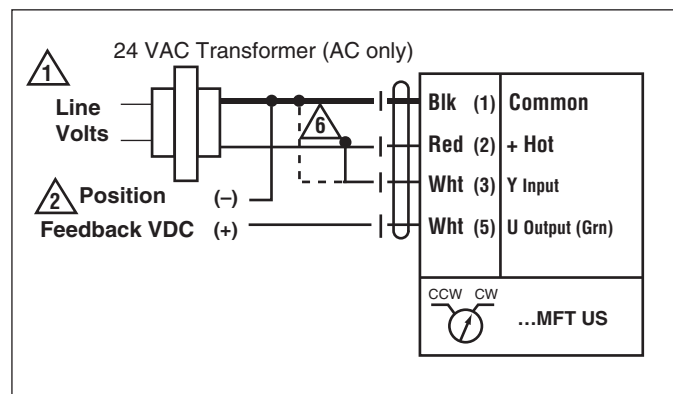 24 VAC Transformer (AC only)
1
Line
Volts
6
2 Position (–)
Feedback VDC (+)
Blk (1) Common
Red (2) + Hot
Wht (3) Y Input
Wht (5) U Output (Grn)
CCW CW
...MFT US